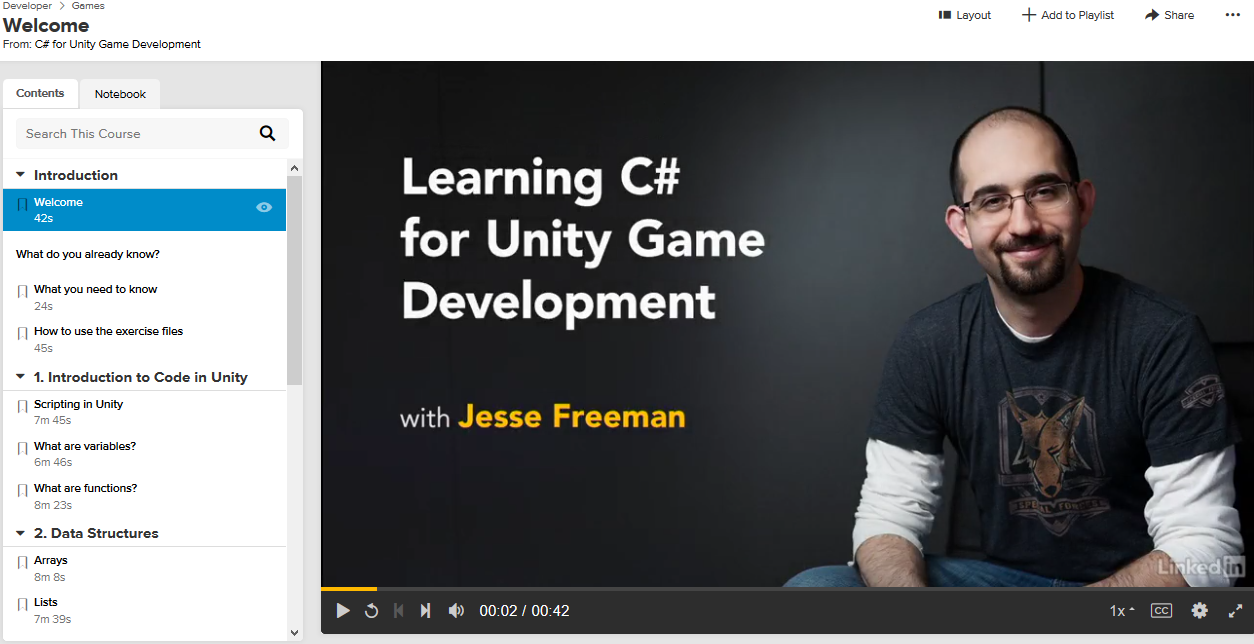 Developer > Games
Welcome
From: C# for Unity Game Development
Layout
Add to Playlist
Share
Contents
Notebook
Search This Course
Introduction
Welcome
42s
What do you already know?
What you need to know
24s
How to use the exercise files
45s
1. Introduction to Code in Unity
Scripting in Unity
7m 45s
What are variables?
6m 46s
What are functions?
8m 23s
2. Data Structures
Arrays
8m 8s
Lists
7m 39s
Learning C#
for Unity Game
Development
with Jesse Freeman
SPECIAL FORCES
Linked in
00:02 / 00:42
1x
CC